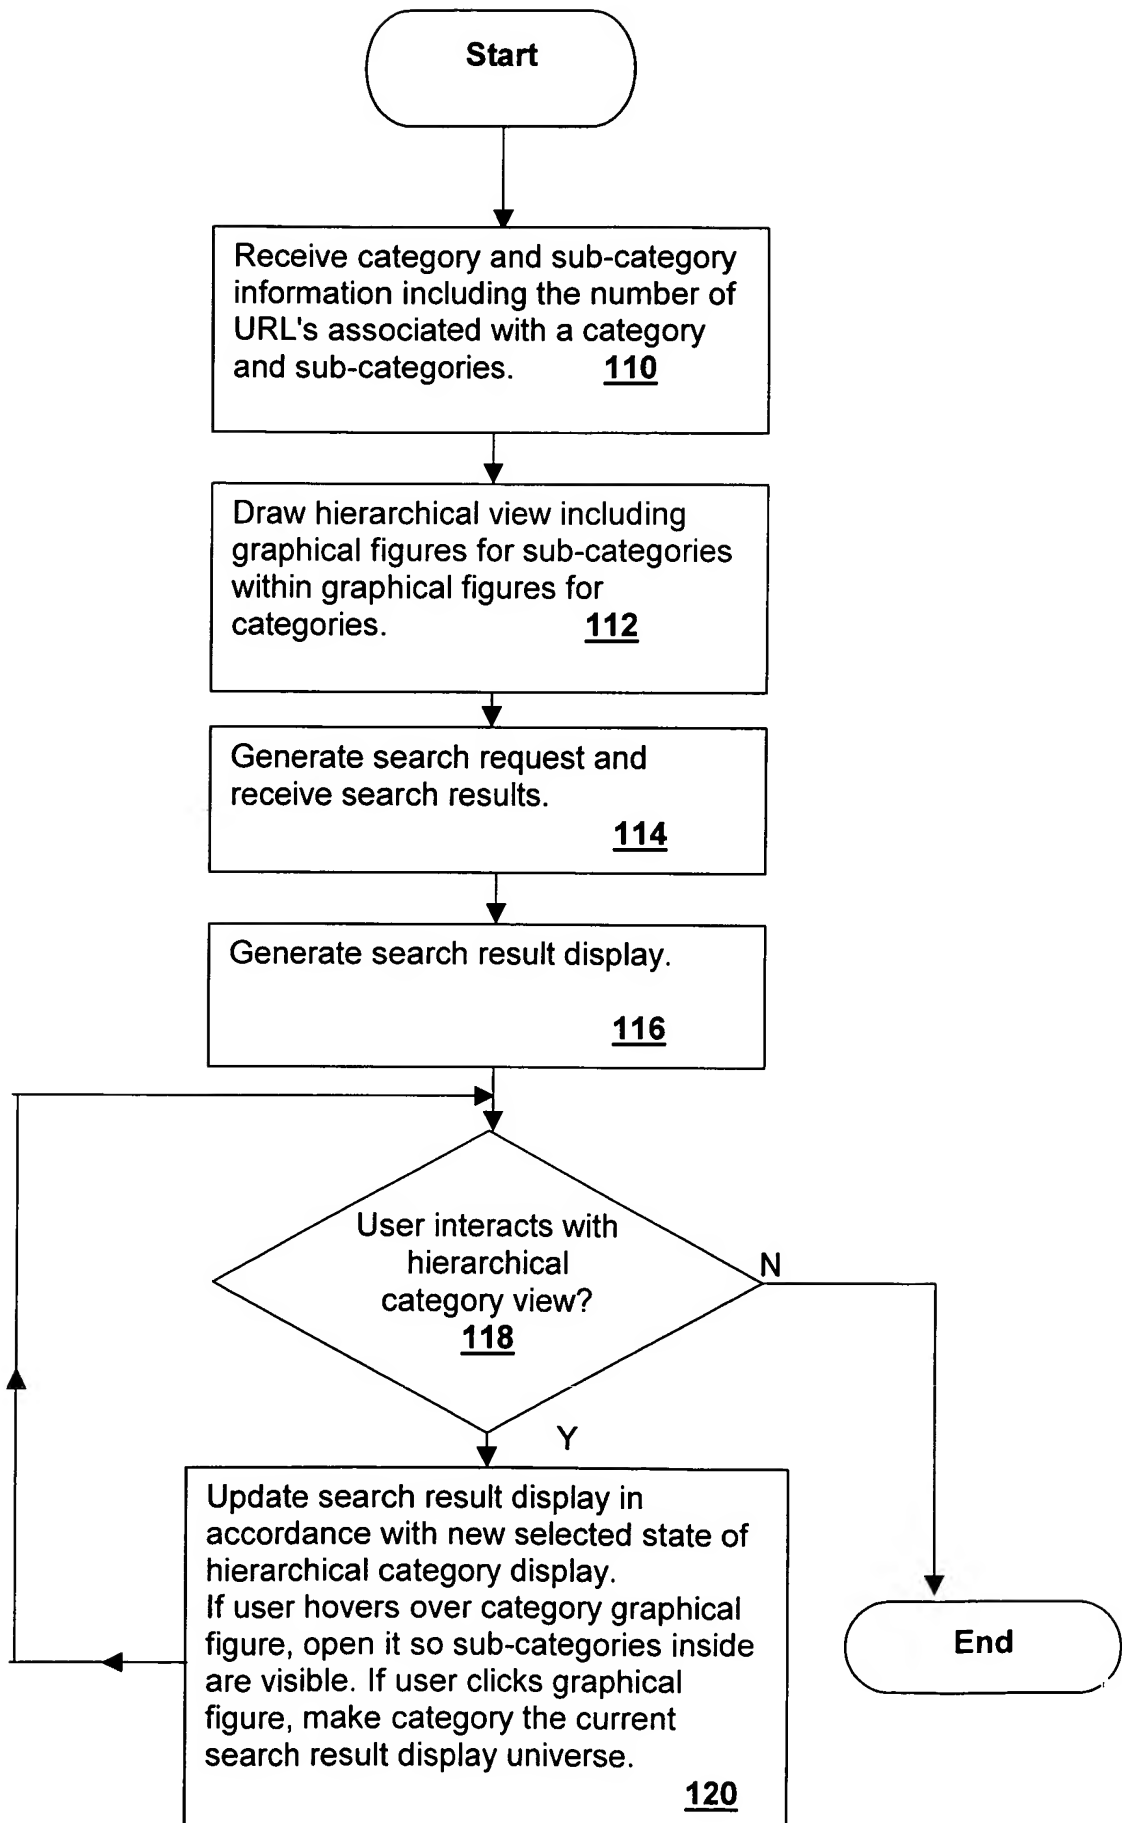 Start
Receive category and sub-category
information including the number of
URL's associated with a category
and sub-categories. 110
Draw hierarchical view including
graphical figures for sub-categories
within graphical figures for
categories. 112
Generate search request and
receive search results.
114
Generate search result display.
116
User interacts with
hierarchical
category view?
118
N
Y
Update search result display in
accordance with new selected state of
hierarchical category display.
If user hovers over category graphical
figure, open it so sub-categories inside
are visible. If user clicks graphical
figure, make category the current
search result display universe.
120
End